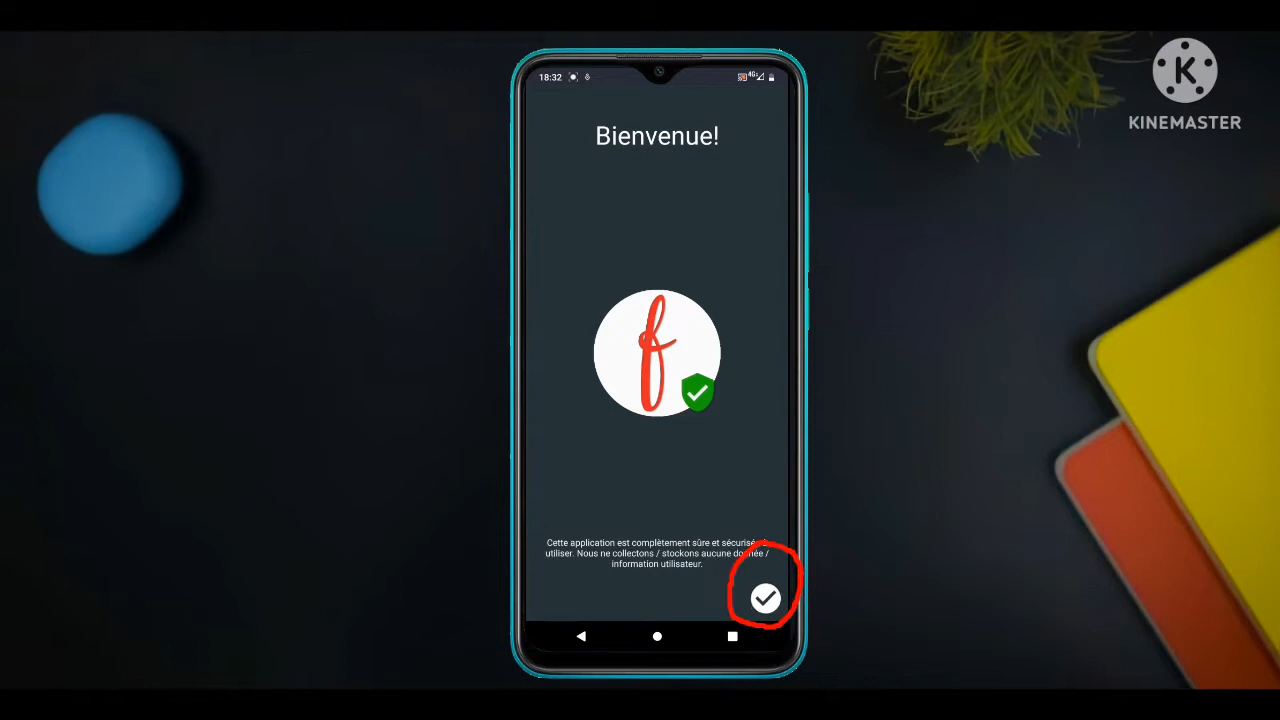 KINEMASTER
18:32
4G
Bienvenue!
f
Cette application est complètement sûre et sécurisée
utiliser. Nous ne collectons / stockons aucune donnée /
information utilisateur.